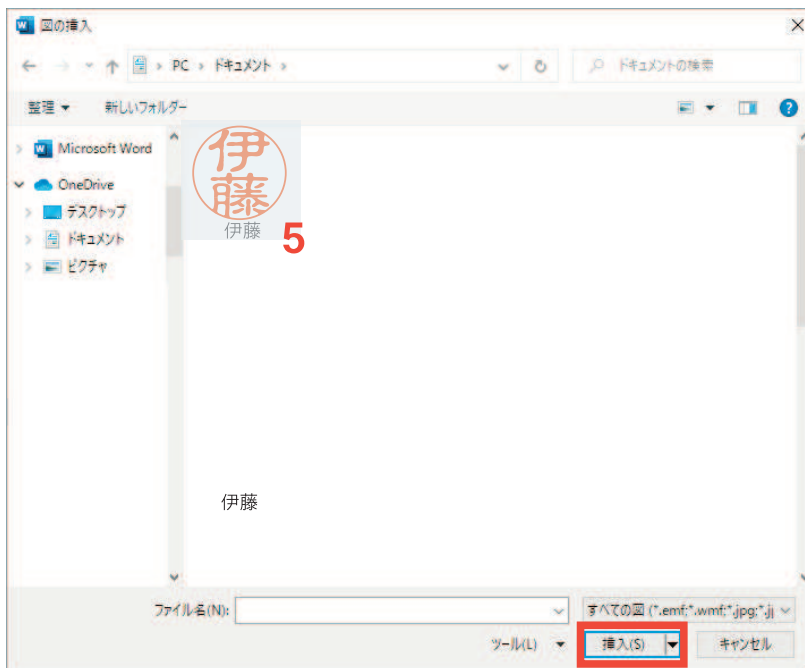 図の挿入
PC › ドキュメント ›
ドキュメントの検索
整理 新しいフォルダー
Microsoft Word
OneDrive
デスクトップ
ドキュメント
ピクチャ
伊藤
伊藤 5
伊藤
ファイル名(N):
すべての図 (*.emf;*.wmf;*.jpg;*.j
ツール(L) 挿入(S) キャンセル